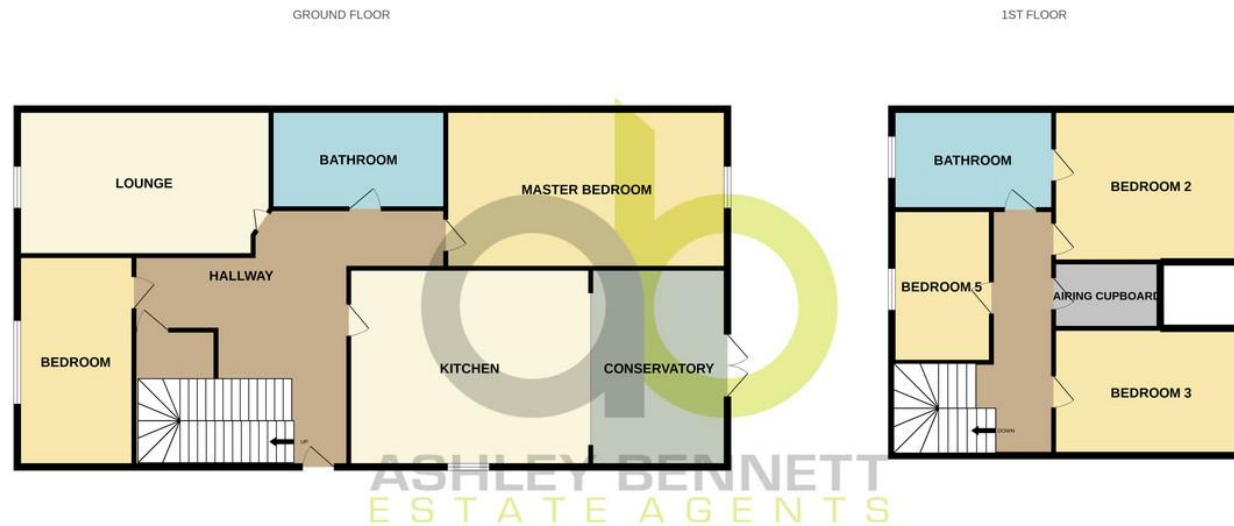 GROUND FLOOR
1ST FLOOR
LOUNGE
BATHROOM
MASTER BEDROOM
HALLWAY
BEDROOM
KITCHEN
CONSERVATORY
UP
BATHROOM
BEDROOM 2
BEDROOM 5
AIRING CUPBOARD
BEDROOM 3
DOWN
ab
ASHLEY BENNETT
ESTATE AGENTS